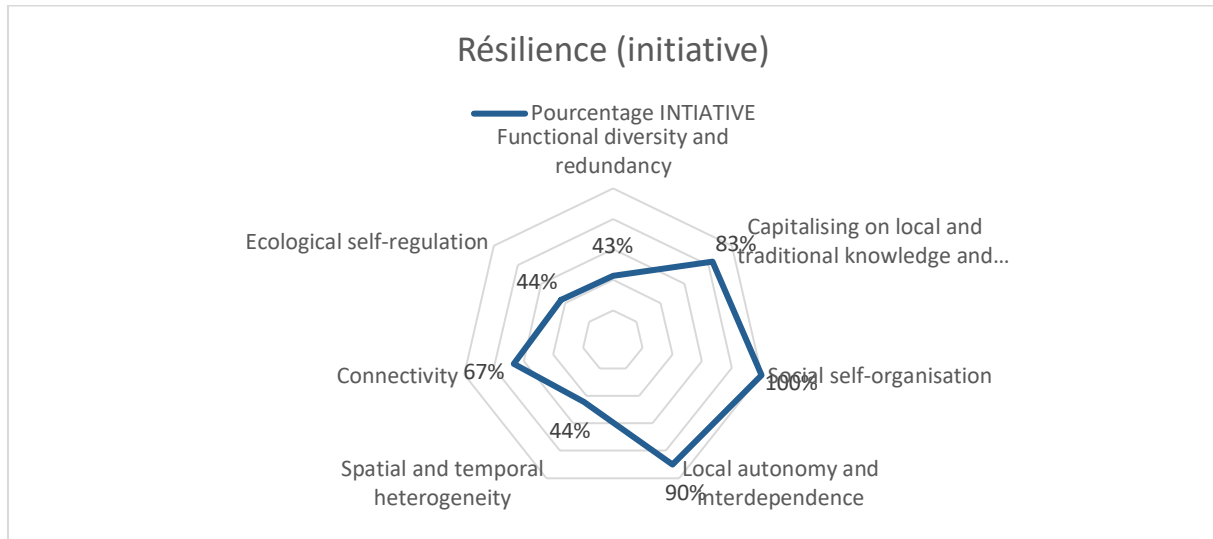 Résilience (initiative)
Pourcentage INTIATIVE
Functional diversity and
redundancy
43%
Capitalising on local and
traditional knowledge and...
83%
Social self-organisation
100%
Local autonomy and
interdependence
90%
Spatial and temporal
heterogeneity
44%
Connectivity
67%
Ecological self-regulation
44%